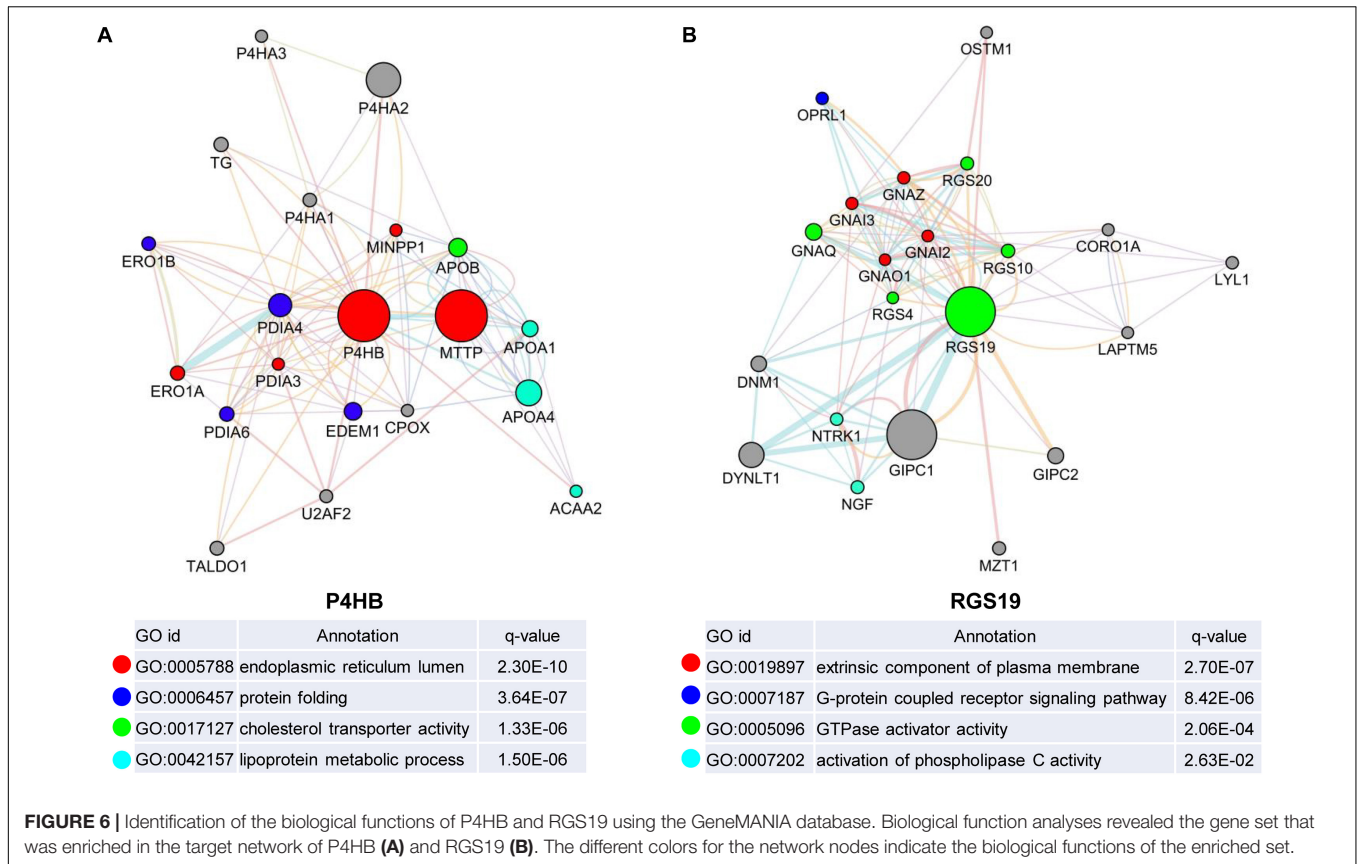 A
P4HA3
P4HA2
TG
P4HA1
MINPP1
ERO1B
APOB
PDIA4
P4HB
MTTP
APOA1
ERO1A
PDIA3
APOA4
PDIA6
EDEM1
CPOX
U2AF2
ACAA2
TALDO1
P4HB
GO id Annotation q-value
GO:0005788 endoplasmic reticulum lumen 2.30E-10
GO:0006457 protein folding 3.64E-07
GO:0017127 cholesterol transporter activity 1.33E-06
GO:0042157 lipoprotein metabolic process 1.50E-06
B
OSTM1
OPRL1
RGS20
GNAZ
GNAI3
GNAQ
GNAI2
CORO1A
GNAO1
RGS10
LYL1
RGS4
RGS19
LAPTM5
DNM1
NTRK1
GIPC1
DYNLT1
GIPC2
NGF
MZT1
RGS19
GO id Annotation q-value
GO:0019897 extrinsic component of plasma membrane 2.70E-07
GO:0007187 G-protein coupled receptor signaling pathway 8.42E-06
GO:0005096 GTPase activator activity 2.06E-04
GO:0007202 activation of phospholipase C activity 2.63E-02
FIGURE 6 | Identification of the biological functions of P4HB and RGS19 using the GeneMANIA database. Biological function analyses revealed the gene set that
was enriched in the target network of P4HB (A) and RGS19 (B). The different colors for the network nodes indicate the biological functions of the enriched set.